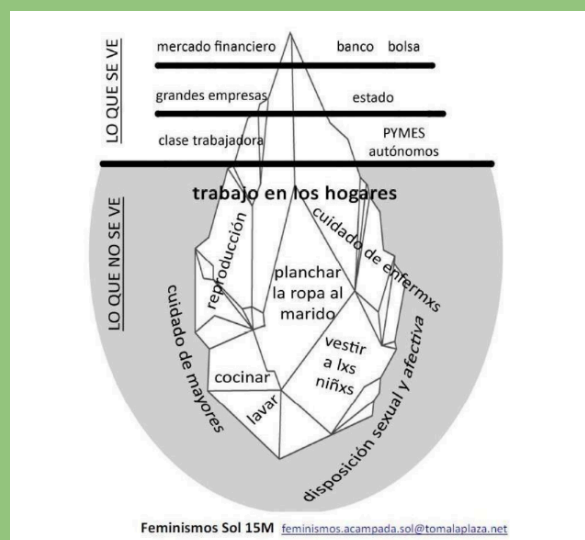 LO QUE SE VE
mercado financiero banco bolsa
grandes empresas estado
clase trabajadora PYMES
autónomos
LO QUE NO SE VE
trabajo en los hogares
reproducción
cuidado de enfermxs
planchar
la ropa al
marido
cuidado de mayores
vestir
a lxs
niñxs
cocinar
lavar
disposición sexual y afectiva
Feminismos Sol 15M feminismos.acampada.sol@tomalaplaza.net